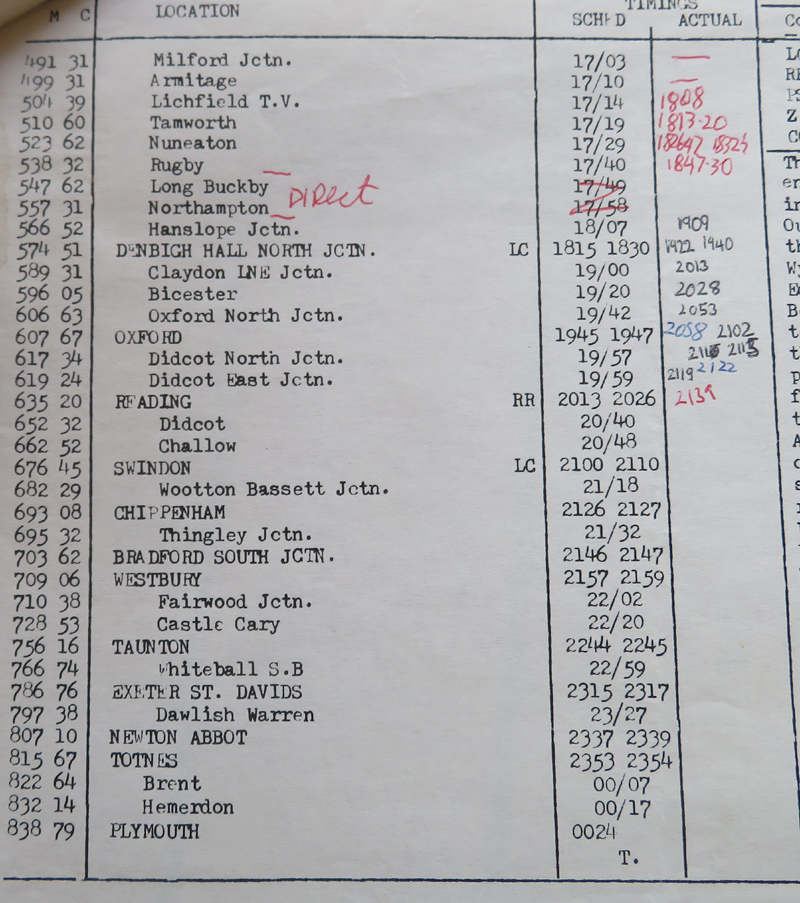 TIMINGS
M C LOCATION SCHED ACTUAL
491 31 Milford Jctn. 17/03 —
499 31 Armitage 17/10 —
504 39 Lichfield T.V. 17/14 1808
510 60 Tamworth 17/19 1813·20
523 62 Nuneaton 17/29
538 32 Rugby — 17/40 1847·30
547 62 Long Buckby DIRECT 17/49
557 31 Northampton — 17/58
566 52 Hanslope Jctn. 18/07 1909
574 51 DENBIGH HALL NORTH JCTN. LC 1815 1830 1922 1940
589 31 Claydon LNE Jctn. 19/00 2013
596 05 Bicester 19/20 2028
606 63 Oxford North Jctn. 19/42 2053
607 67 OXFORD 1945 1947 2058 2102
617 34 Didcot North Jctn. 19/57
619 24 Didcot East Jctn. 19/59 2119 2122
635 20 READING RR 2013 2026 2139
652 32 Didcot 20/40
662 52 Challow 20/48
676 45 SWINDON LC 2100 2110
682 29 Wootton Bassett Jctn. 21/18
693 08 CHIPPENHAM 2126 2127
695 32 Thingley Jctn. 21/32
703 62 BRADFORD SOUTH JCTN. 2146 2147
709 06 WESTBURY 2157 2159
710 38 Fairwood Jctn. 22/02
728 53 Castle Cary 22/20
756 16 TAUNTON 2244 2245
766 74 Whiteball S.B 22/59
786 76 EXETER ST. DAVIDS 2315 2317
797 38 Dawlish Warren 23/27
807 10 NEWTON ABBOT 2337 2339
815 67 TOTNES 2353 2354
822 64 Brent 00/07
832 14 Hemerdon 00/17
838 79 PLYMOUTH 0024
T.